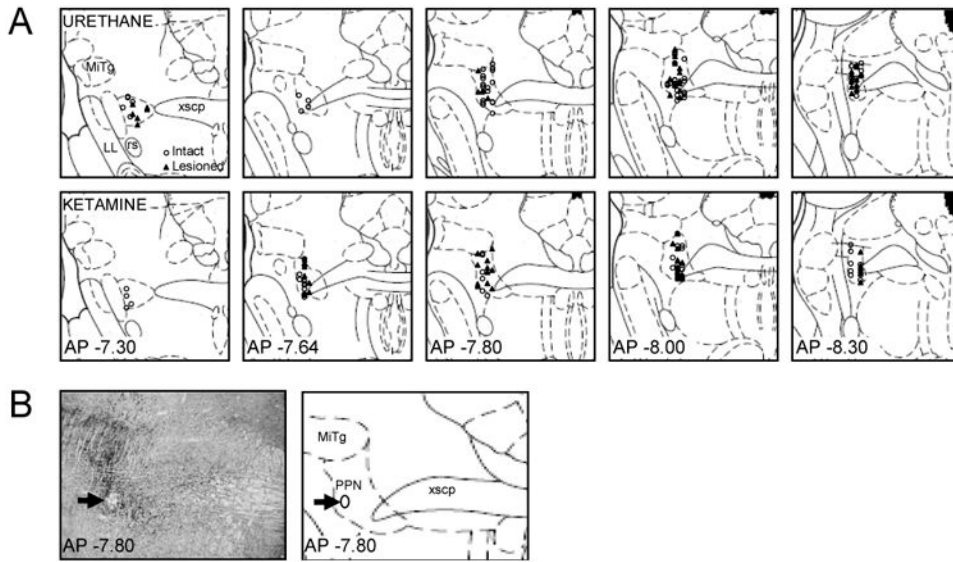 A
URETHANE
MiTg
xscp
LL
rs
Intact
Lesioned
KETAMINE
AP -7.30
AP -7.64
AP -7.80
AP -8.00
AP -8.30
B
AP -7.80
MiTg
PPN
xscp
AP -7.80